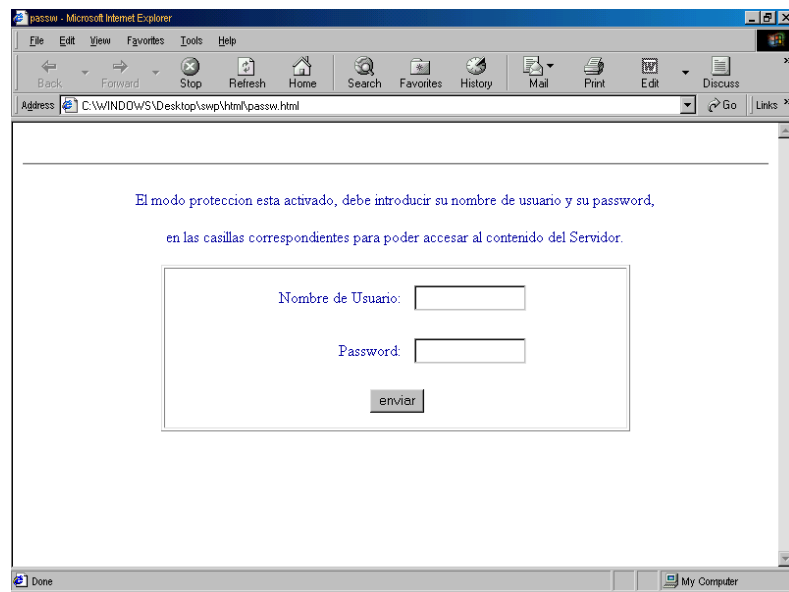 passw - Microsoft Internet Explorer
File Edit View Favorites Tools Help
Back Forward Stop Refresh Home Search Favorites History Mail Print Edit Discuss »
Address C:\WINDOWS\Desktop\swp\html\passw.html Go Links »
El modo proteccion esta activado, debe introducir su nombre de usuario y su password,
en las casillas correspondientes para poder accesar al contenido del Servidor.
Nombre de Usuario:
Password:
enviar
Done My Computer